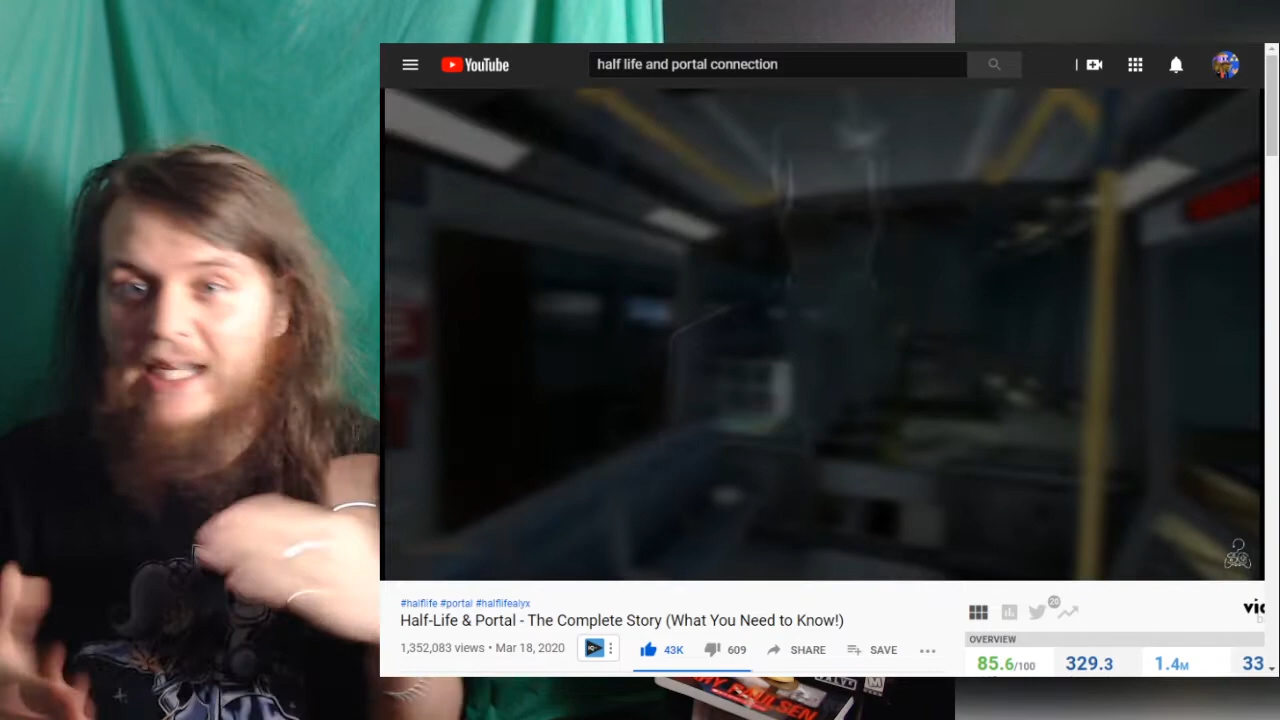 YouTube
half life and portal connection
#halflife #portal #halflifealyx
Half-Life & Portal - The Complete Story (What You Need to Know!)
1,352,083 views • Mar 18, 2020
43K
609
SHARE
SAVE
20
OVERVIEW
85.6/100
329.3
1.4M
33
PAULSEN